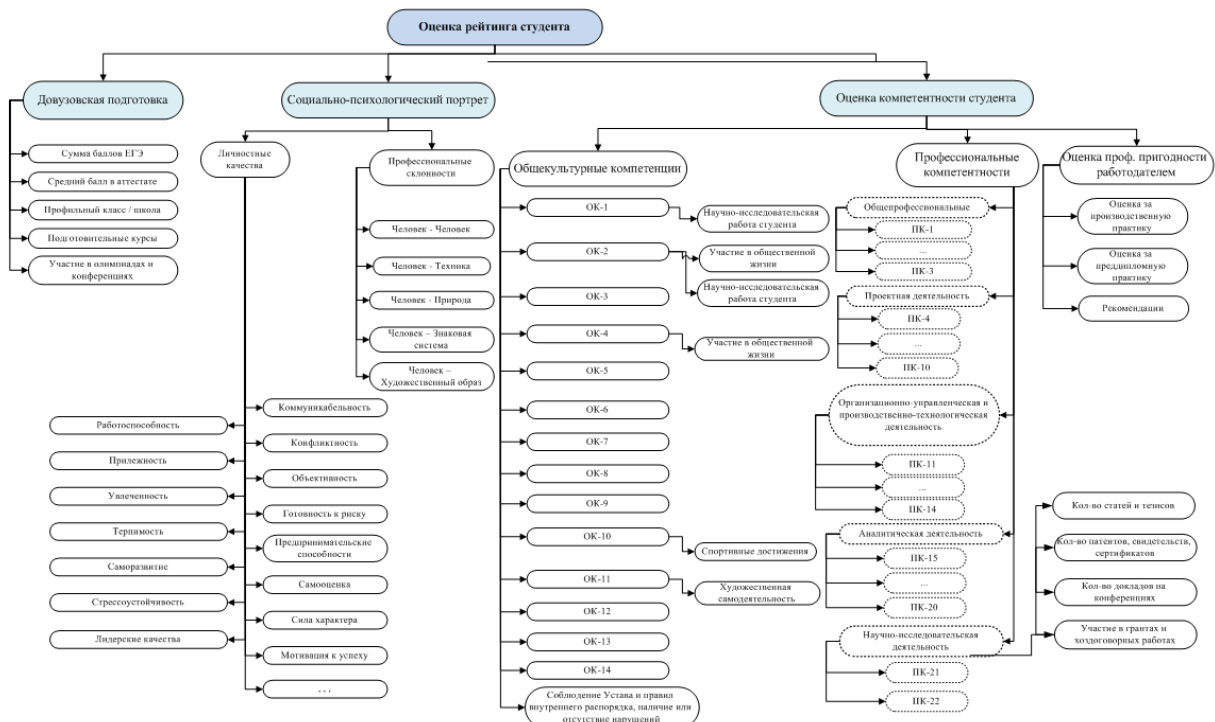 Оценка рейтинга студента
Довузовская подготовка
Социально-психологический портрет
Оценка компетентности студента
Сумма баллов ЕГЭ
Средний балл в аттестате
Профильный класс / школа
Подготовительные курсы
Участие в олимпиадах и
конференциях
Личностные
качества
Профессиональные
склонности
Человек - Человек
Человек - Техника
Человек - Природа
Человек – Знаковая
система
Человек –
Художественный образ
Коммуникабельность
Работоспособность
Конфликтность
Прилежность
Объективность
Увлеченность
Готовность к риску
Терпимость
Предпринимательские
способности
Саморазвитие
Самооценка
Стрессоустойчивость
Сила характера
Лидерские качества
Мотивация к успеху
. . .
Общекультурные компетенции
ОК-1
Научно-исследовательская
работа студента
ОК-2
Участие в общественной
жизни
Научно-исследовательская
работа студента
ОК-3
ОК-4
Участие в общественной
жизни
ОК-5
ОК-6
ОК-7
ОК-8
ОК-9
ОК-10
Спортивные достижения
ОК-11
Художественная
самодеятельность
ОК-12
ОК-13
ОК-14
Соблюдение Устава и правил
внутреннего распорядка, наличие или
отсутствие нарушений
Профессиональные
компетентности
Общепрофессиональные
ПК-1
...
ПК-3
Проектная деятельность
ПК-4
...
ПК-10
Организационно-управленческая и
производственно-технологическая
деятельность
ПК-11
...
ПК-14
Аналитическая деятельность
ПК-15
...
ПК-20
Научно-исследовательская
деятельность
ПК-21
ПК-22
Оценка проф. пригодности
работодателем
Оценка за
производственную
практику
Оценка за
преддипломную
практику
Рекомендации
Кол-во статей и тезисов
Кол-во патентов, свидетельств,
сертификатов
Кол-во докладов на
конференциях
Участие в грантах и
хоздоговорных работах